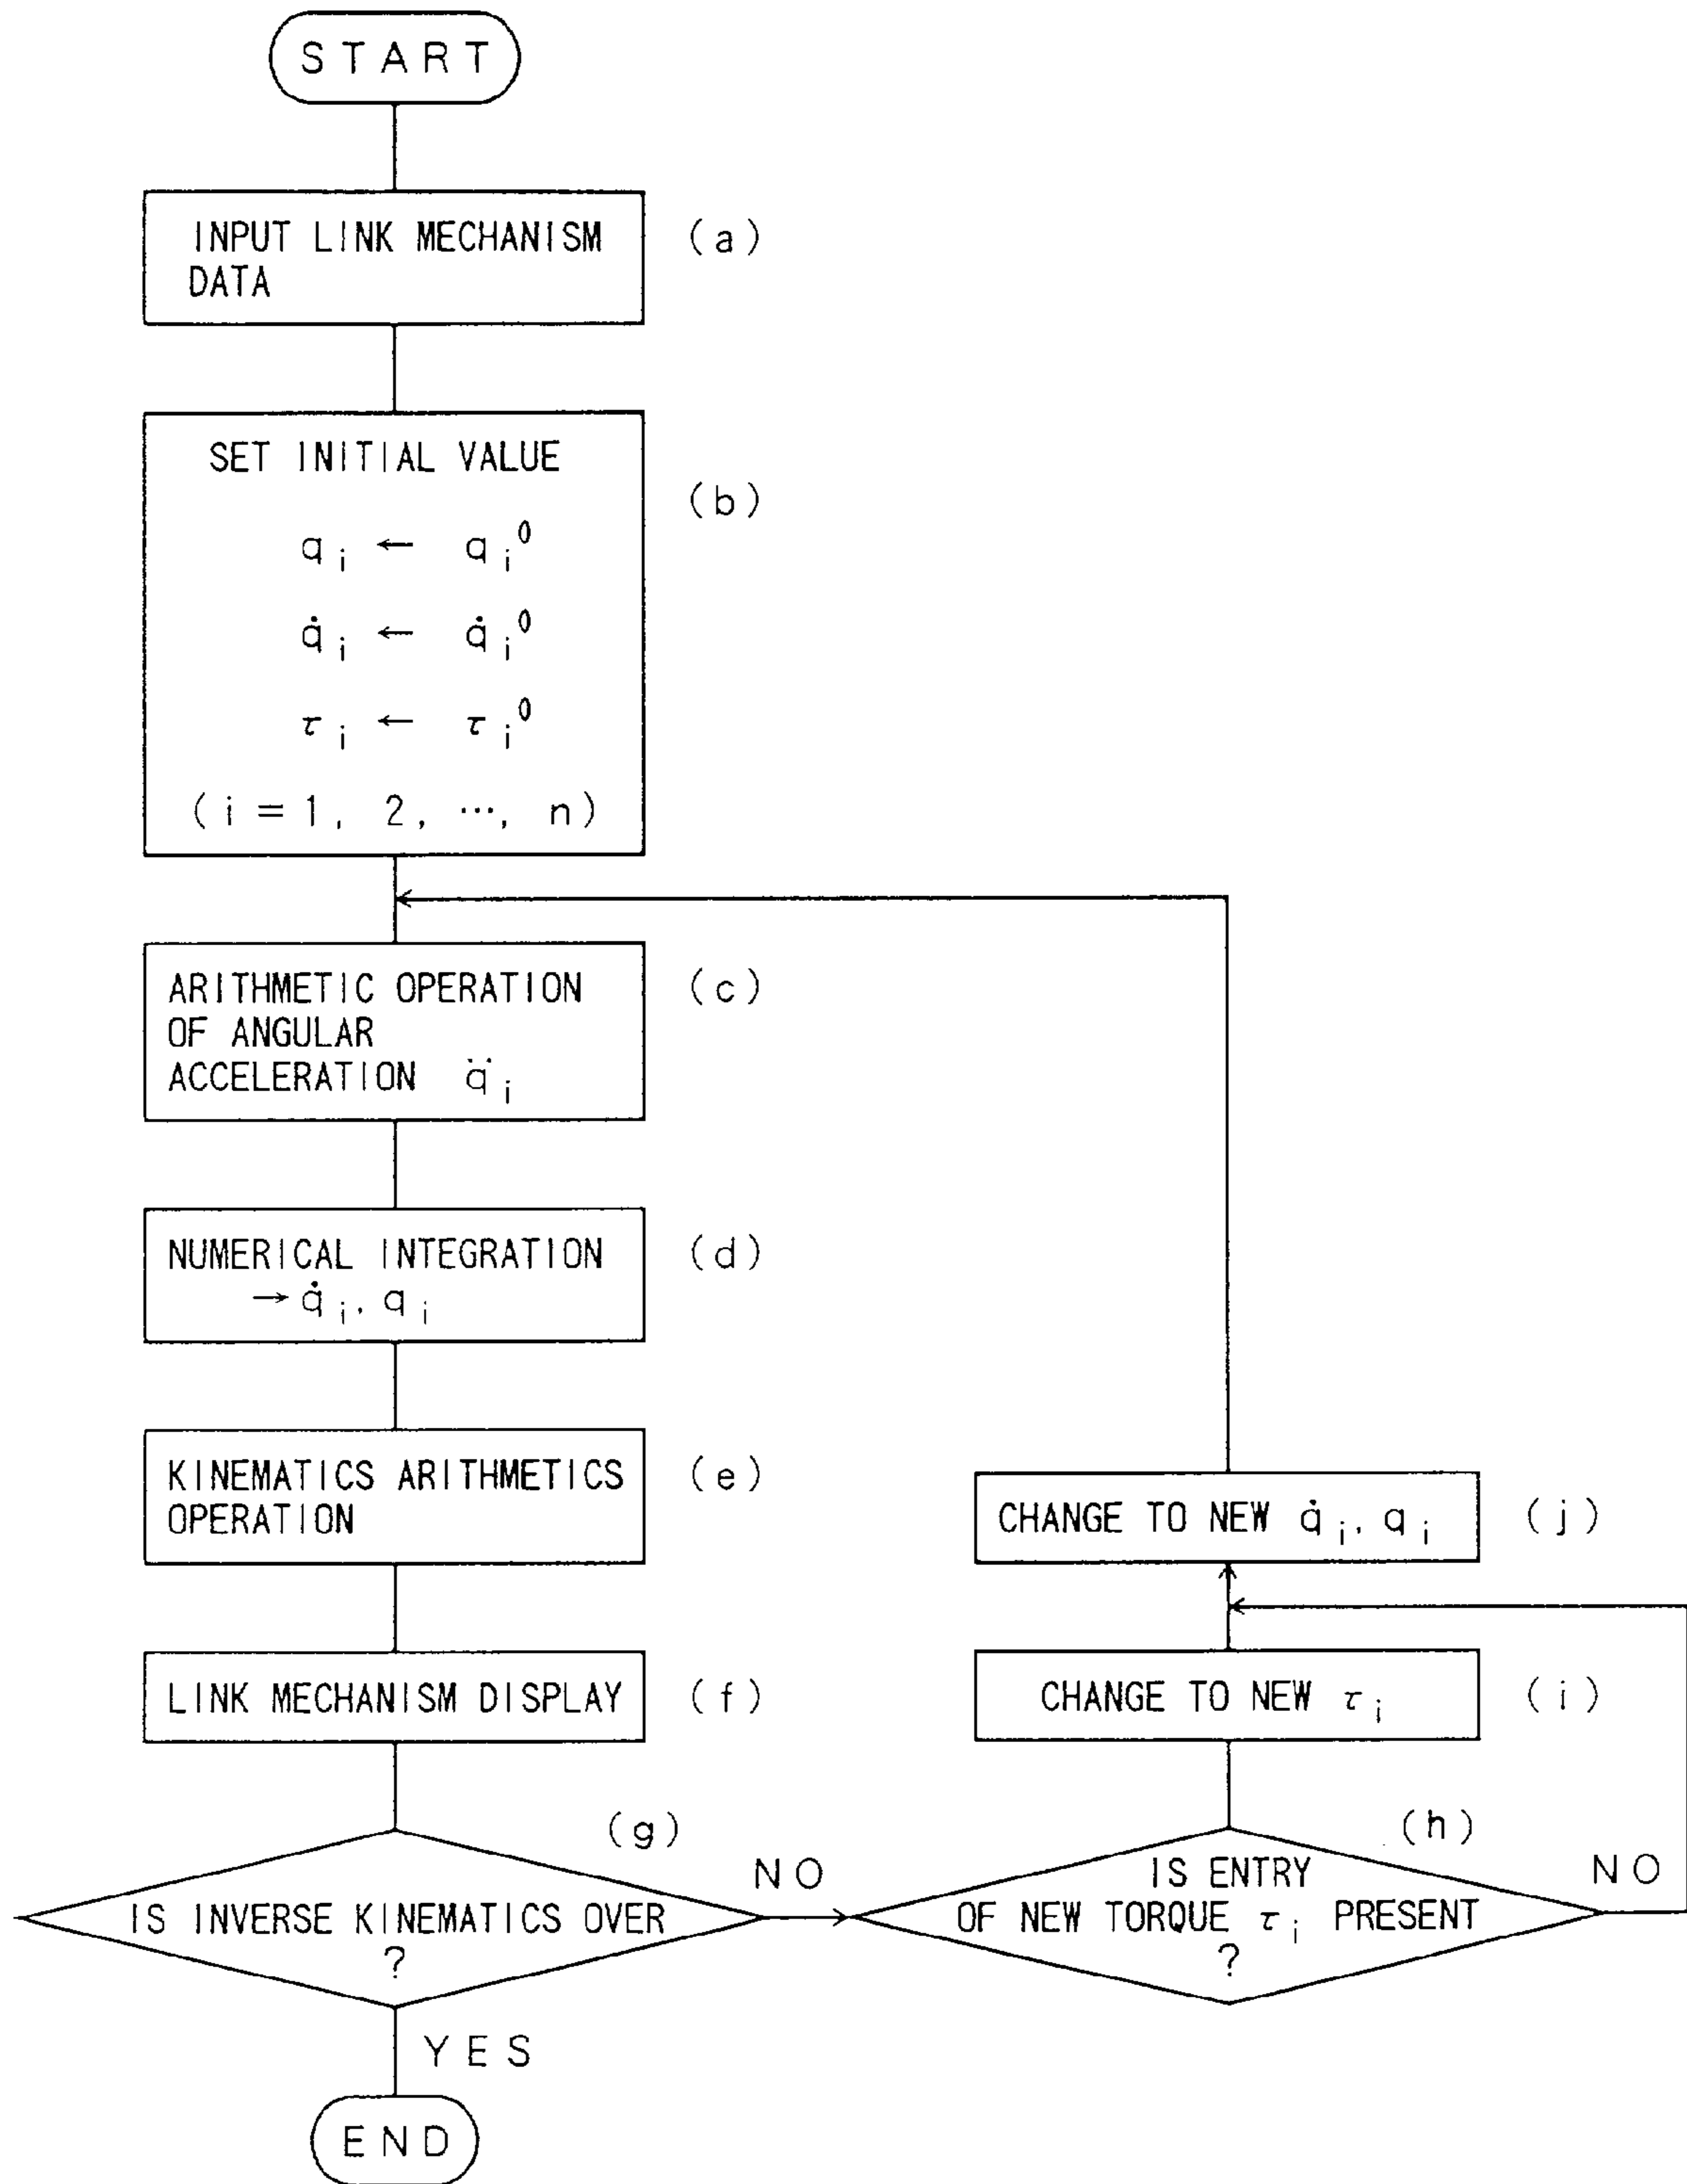 START
INPUT LINK MECHANISM
DATA
(a)
SET INITIAL VALUE
(b)
q i ← q i 0
q̇ i ← q̇ i 0
τ i ← τ i 0
(i = 1, 2, ···, n)
ARITHMETIC OPERATION
OF ANGULAR
ACCELERATION q̈ i
(c)
NUMERICAL INTEGRATION
→ q̇ i, q i
(d)
KINEMATICS ARITHMETICS
OPERATION
(e)
LINK MECHANISM DISPLAY
(f)
(g)
IS INVERSE KINEMATICS OVER
?
NO
YES
END
(h)
IS ENTRY
OF NEW TORQUE τ i PRESENT
?
NO
CHANGE TO NEW τ i
(i)
CHANGE TO NEW q̇ i, q i
(j)